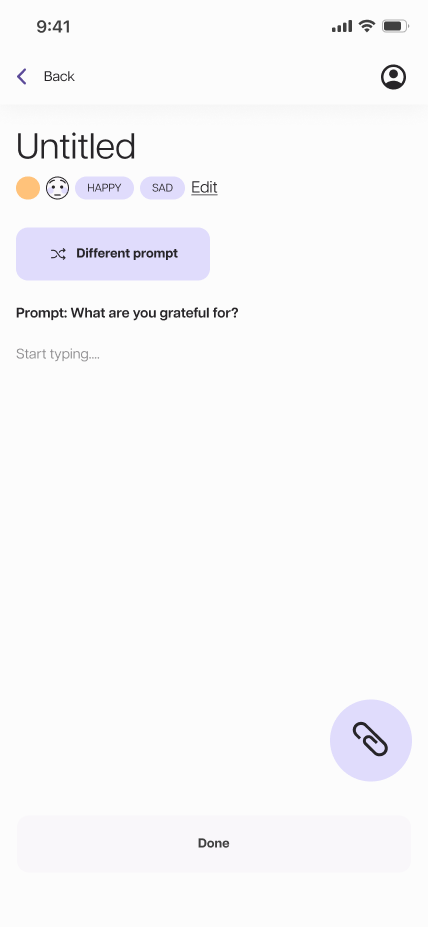 9:41
Back
Untitled
HAPPY SAD Edit
Different prompt
Prompt: What are you grateful for?
Start typing....
Done